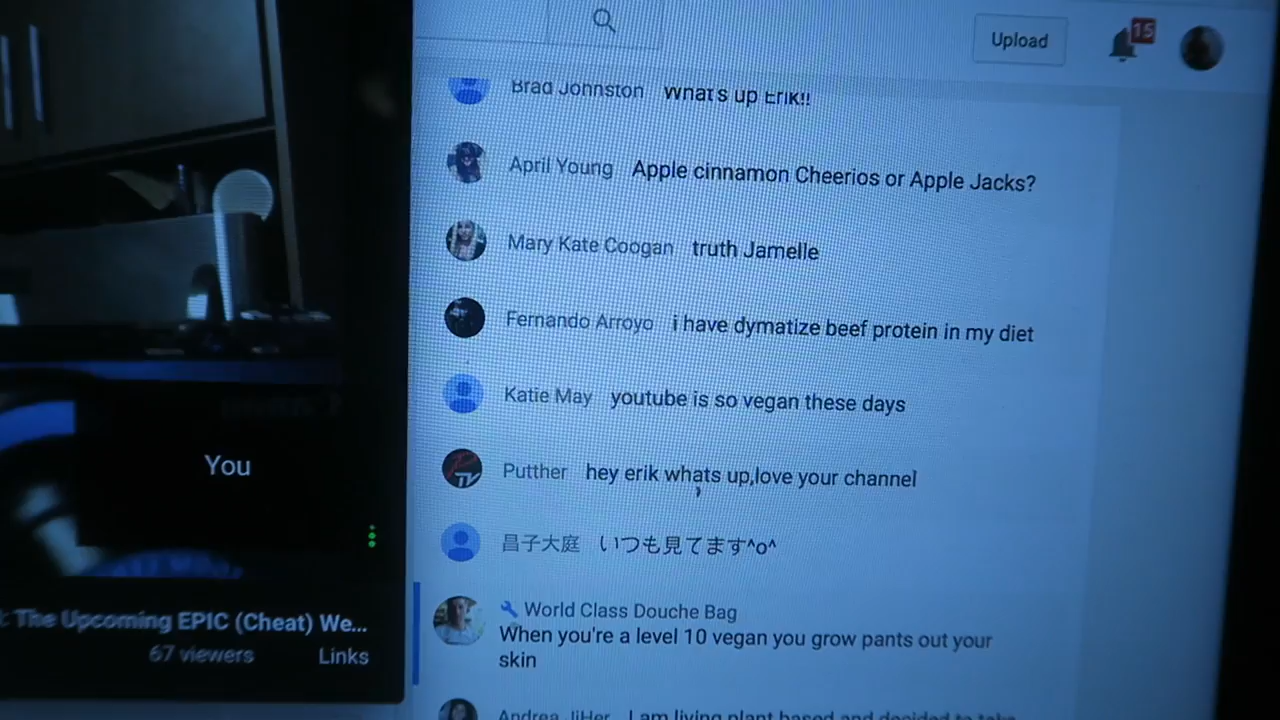 Upload
15
Brad Johnston What's up Erik!!
April Young Apple cinnamon Cheerios or Apple Jacks?
Mary Kate Coogan truth Jamelle
Fernando Arroyo i have dymatize beef protein in my diet
Katie May youtube is so vegan these days
You
Putther hey erik whats up,love your channel
昌子大庭 いつも見てます^o^
World Class Douche Bag
When you're a level 10 vegan you grow pants out your
skin
: The Upcoming EPIC (Cheat) We...
67 viewers Links
Andrea JiHer I am living plant based and decided to take